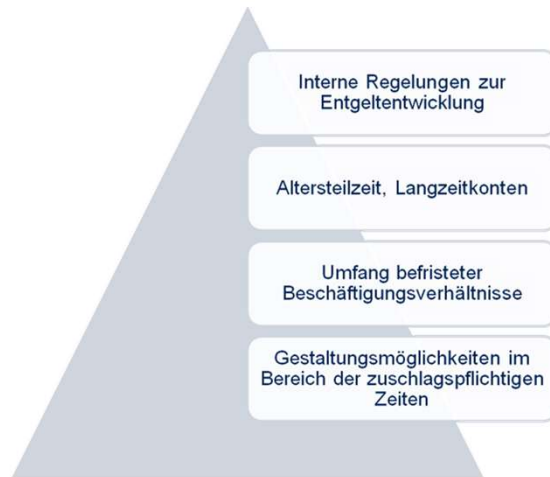 Interne Regelungen zur
Entgeltentwicklung
Altersteilzeit, Langzeitkonten
Umfang befristeter
Beschäftigungsverhältnisse
Gestaltungsmöglichkeiten im
Bereich der zuschlagspflichtigen
Zeiten